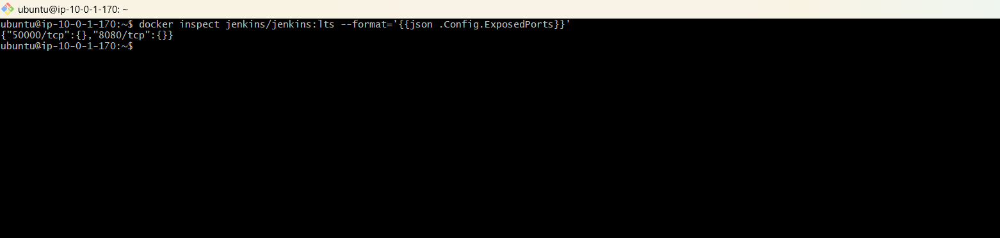 ubuntu@ip-10-0-1-170: ~
ubuntu@ip-10-0-1-170:~$ docker inspect jenkins/jenkins:lts --format='{{json .Config.ExposedPorts}}'
{"50000/tcp":{},"8080/tcp":{}}
ubuntu@ip-10-0-1-170:~$